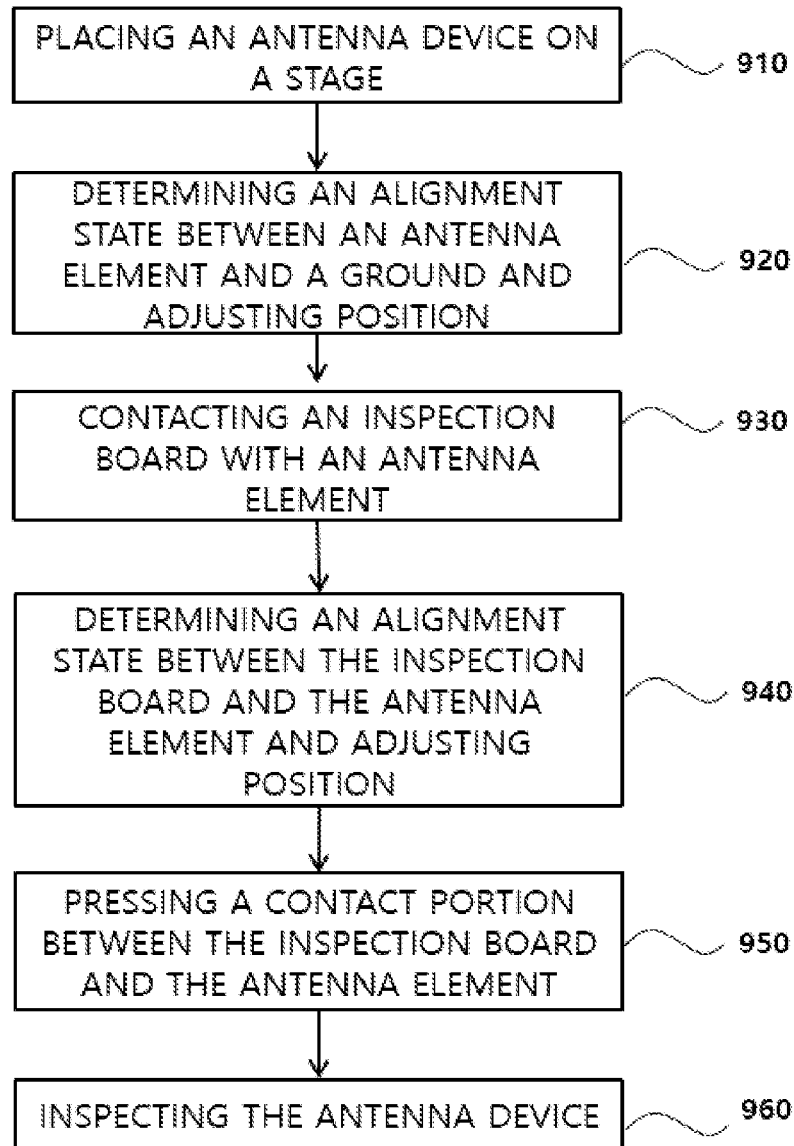 PLACING AN ANTENNA DEVICE ON
A STAGE
910
DETERMINING AN ALIGNMENT
STATE BETWEEN AN ANTENNA
ELEMENT AND A GROUND AND
ADJUSTING POSITION
920
CONTACTING AN INSPECTION
BOARD WITH AN ANTENNA
ELEMENT
930
DETERMINING AN ALIGNMENT
STATE BETWEEN THE INSPECTION
BOARD AND THE ANTENNA
ELEMENT AND ADJUSTING
POSITION
940
PRESSING A CONTACT PORTION
BETWEEN THE INSPECTION BOARD
AND THE ANTENNA ELEMENT
950
INSPECTING THE ANTENNA DEVICE
960